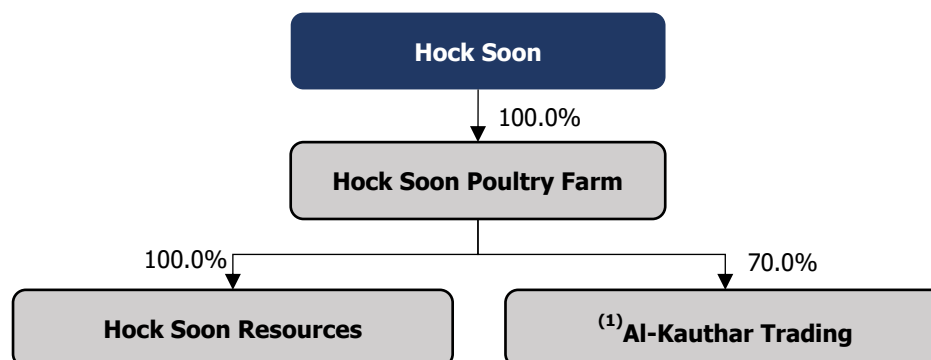 Hock Soon
100.0%
Hock Soon Poultry Farm
100.0%
70.0%
Hock Soon Resources
(1)Al-Kauthar Trading